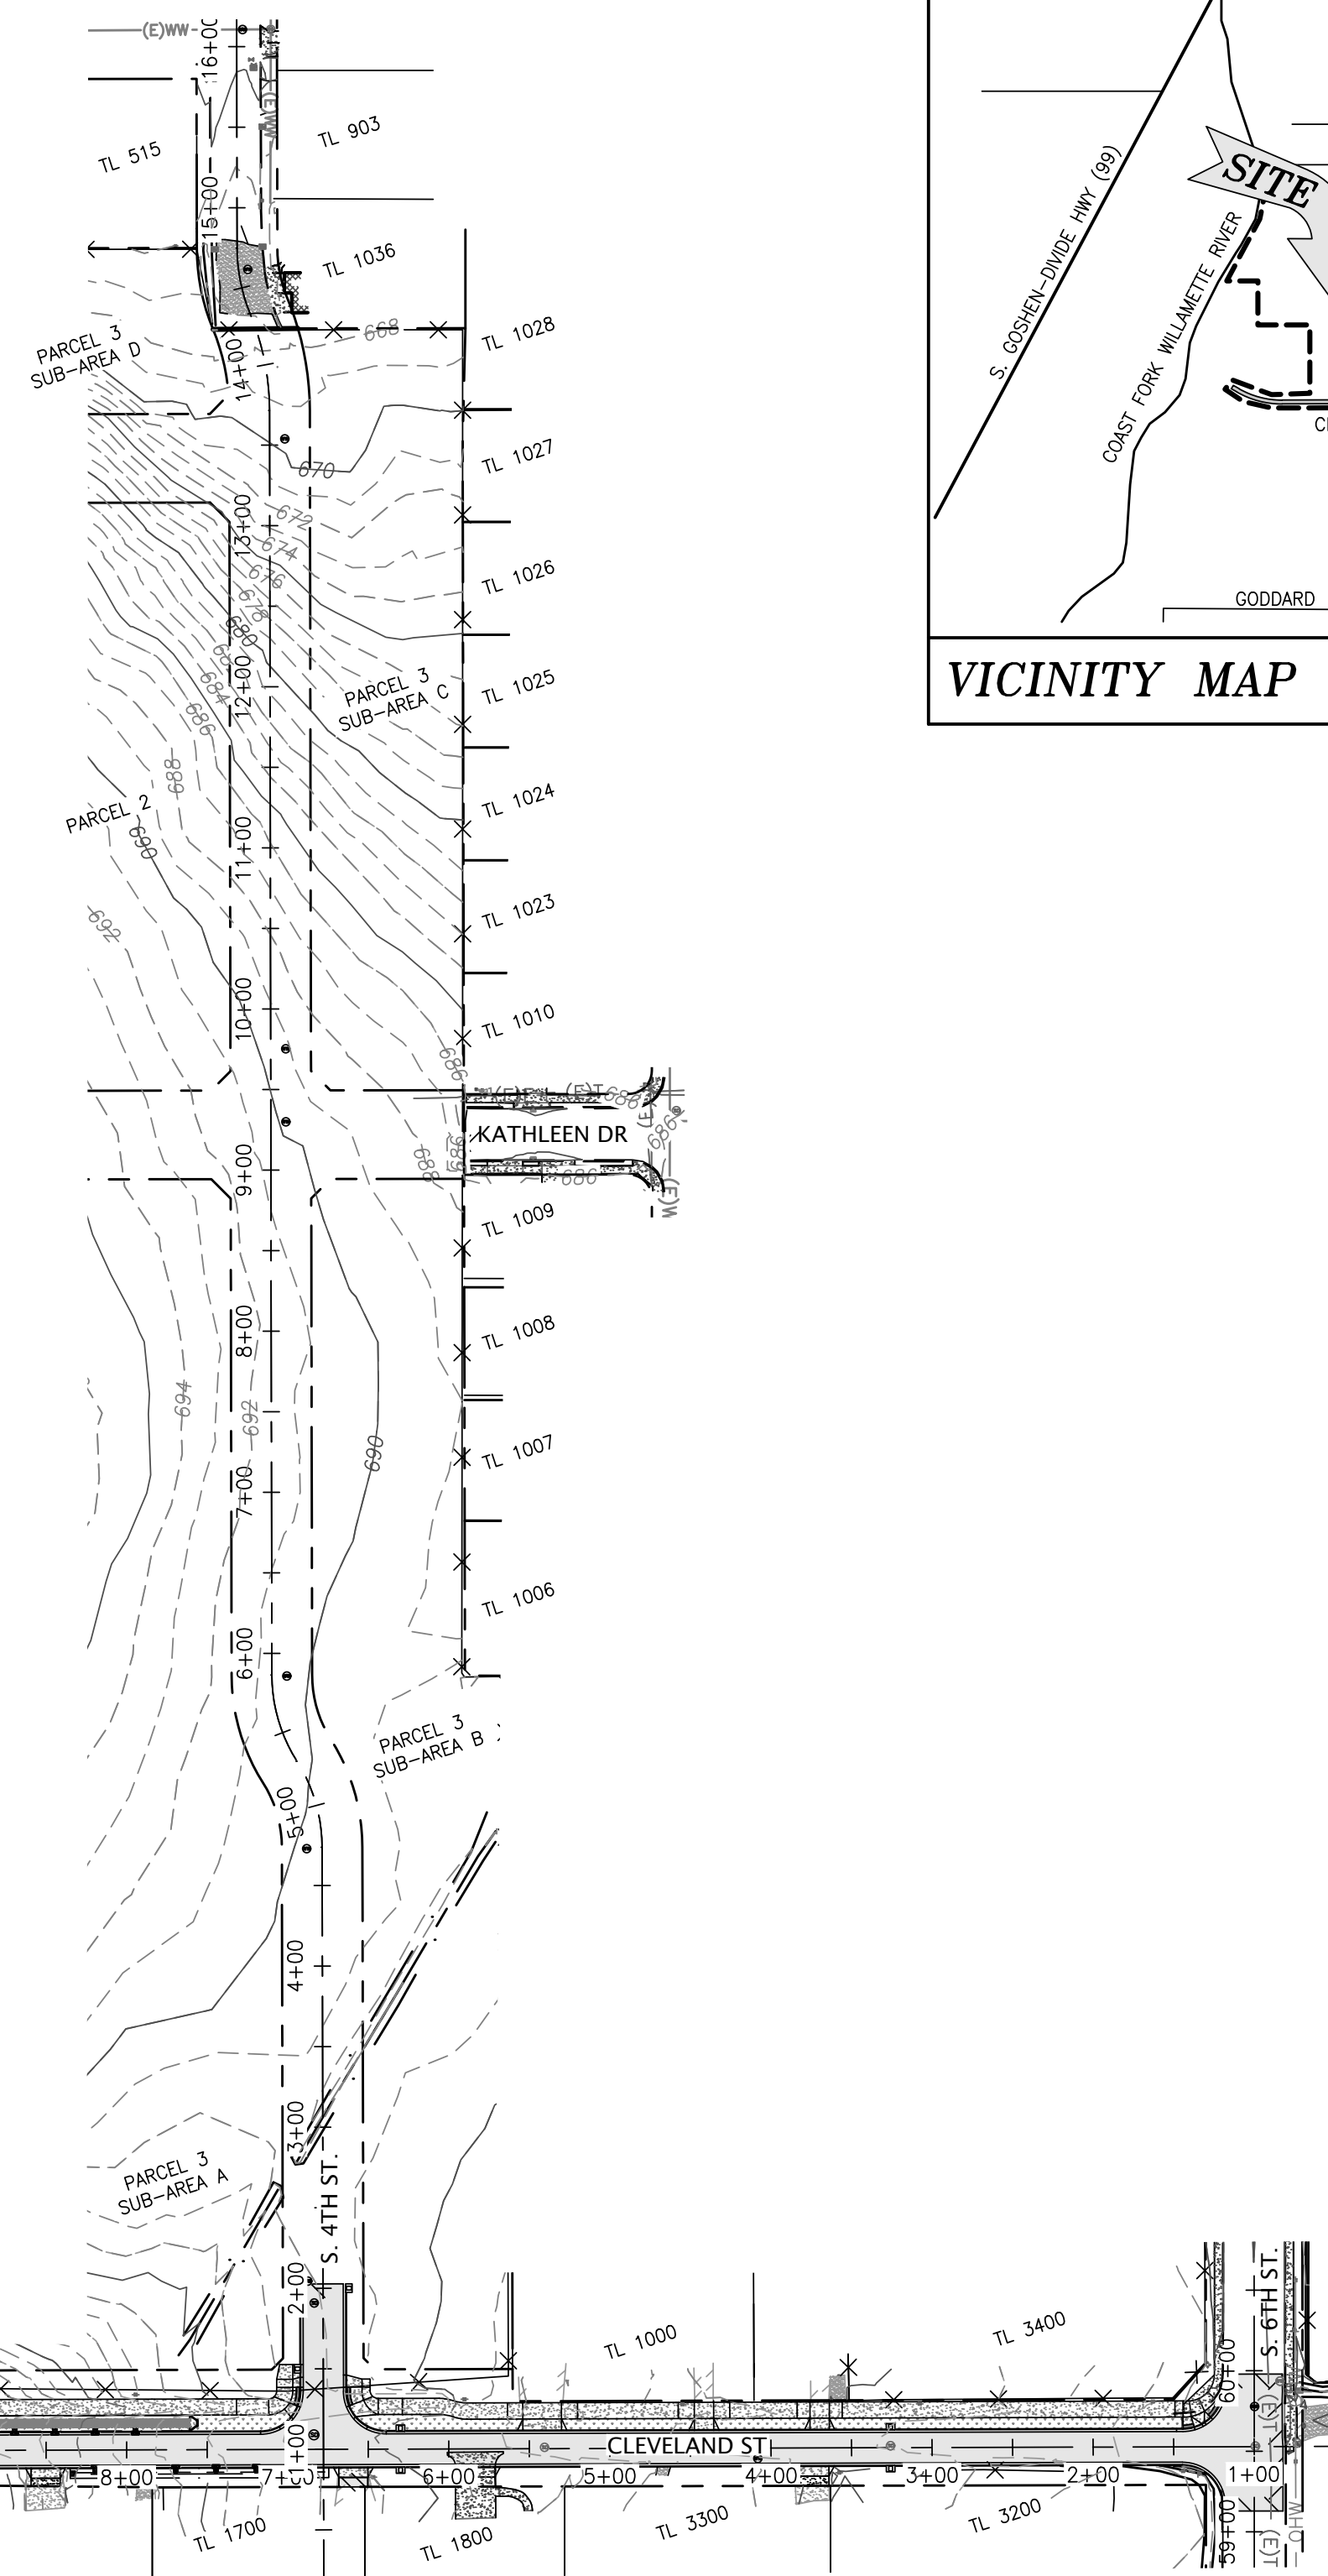 (E)WW
16+00
(E)WW
TL 515
TL 903
15+00
TL 1036
668
TL 1028
PARCEL 3
SUB-AREA D
14+00
TL 1027
670
672
13+00
674
676
TL 1026
678
680
684
12+00
686
PARCEL 3
SUB-AREA C
TL 1025
688
TL 1024
PARCEL 2
690
11+00
692
TL 1023
10+00
TL 1010
686
(E)T
686
KATHLEEN DR
686
688
686
9+00
686
(E)W
TL 1009
8+00
TL 1008
694
692
690
TL 1007
7+00
TL 1006
6+00
PARCEL 3
SUB-AREA B
5+00
4+00
3+00
PARCEL 3
SUB-AREA A
S. 4TH ST.
2+00
1+00
TL 1000
TL 3400
S. 6TH ST.
60+00
(E)T
CLEVELAND ST
8+00
6+00
5+00
4+00
3+00
2+00
1+00
TL 1700
TL 1800
TL 3300
TL 3200
59+00
(E)T
OHW
SITE
S. GOSHEN-DIVIDE HWY (99)
COAST FORK WILLAMETTE RIVER
GODDARD
VICINITY MAP